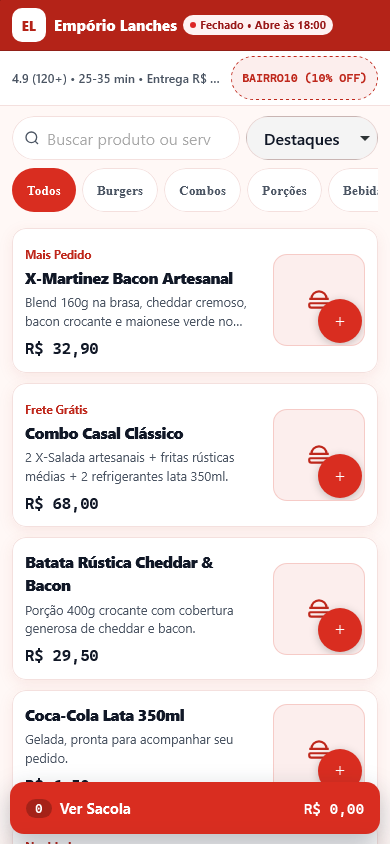 EL
Empório Lanches
Fechado • Abre às 18:00
4.9 (120+) • 25-35 min • Entrega R$ ...
BAIRRO10 (10% OFF)
Buscar produto ou serv
Destaques
Todos
Burgers
Combos
Porções
Bebid
Mais Pedido
X-Martinez Bacon Artesanal
Blend 160g na brasa, cheddar cremoso,
bacon crocante e maionese verde no...
R$ 32,90
+
Frete Grátis
Combo Casal Clássico
2 X-Salada artesanais + fritas rústicas
médias + 2 refrigerantes lata 350ml.
R$ 68,00
+
Batata Rústica Cheddar &
Bacon
Porção 400g crocante com cobertura
generosa de cheddar e bacon.
R$ 29,50
+
Coca-Cola Lata 350ml
Gelada, pronta para acompanhar seu
pedido.
+
0
Ver Sacola
R$ 0,00